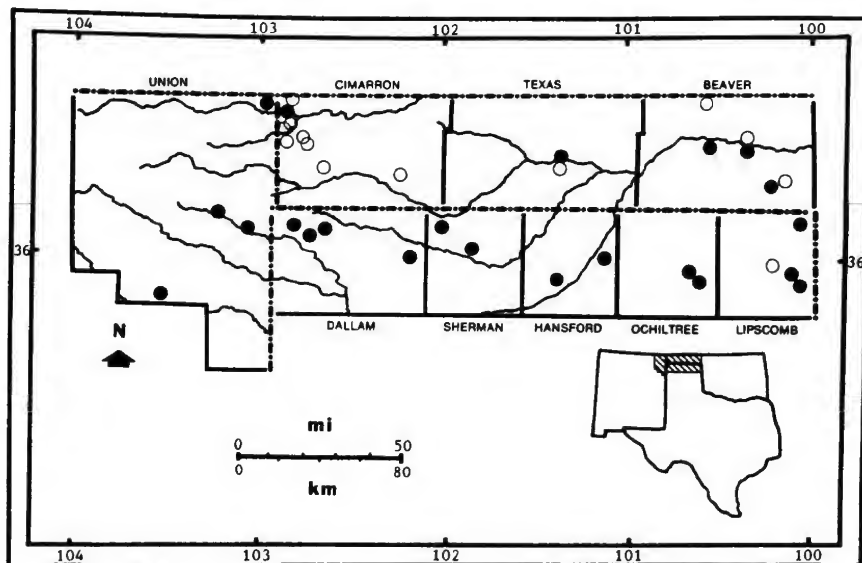 104 103 102 101 100
UNION CIMARRON TEXAS BEAVER
36 36
DALLAM SHERMAN HANSFORD OCHILTREE LIPSCOMB
N
mi
0 50
0 80
km
104 103 102 101 100